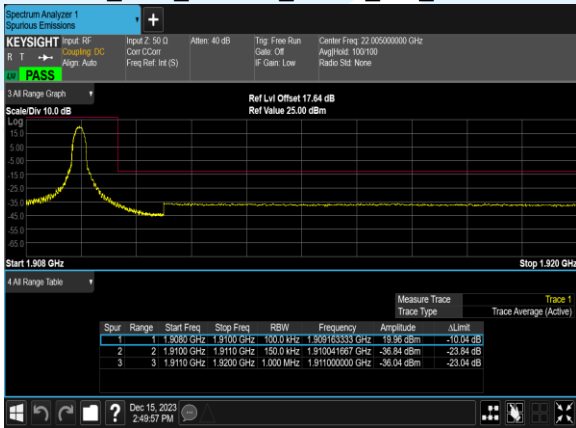 Spectrum Analyzer 1
Spurious Emissions
+
KEYSIGHT Input: RF Input Z: 50 Ω Atten: 40 dB Trig: Free Run Center Freq: 22.005000000 GHz
R T Coupling: DC Corr CCorr Gate: Off Avg|Hold: 100/100
Align: Auto Freq Ref: Int (S) IF Gain: Low Radio Std: None
PASS
3 All Range Graph
Ref Lvl Offset 17.64 dB
Scale/Div 10.0 dB Ref Value 25.00 dBm
Log
15.0
5.00
-5.00
-15.0
-25.0
-35.0
-45.0
-55.0
-65.0
Start 1.908 GHz Stop 1.920 GHz
4 All Range Table
Measure Trace Trace 1
Trace Type Trace Average (Active)
Spur Range Start Freq Stop Freq RBW Frequency Amplitude ΔLimit
1 1 1.9080 GHz 1.9100 GHz 100.0 kHz 1.909163333 GHz 19.96 dBm -10.04 dB
2 2 1.9100 GHz 1.9110 GHz 150.0 kHz 1.910041667 GHz -36.84 dBm -23.84 dB
3 3 1.9110 GHz 1.9200 GHz 1.000 MHz 1.911000000 GHz -36.04 dBm -23.04 dB
? Dec 15, 2023
2:49:57 PM